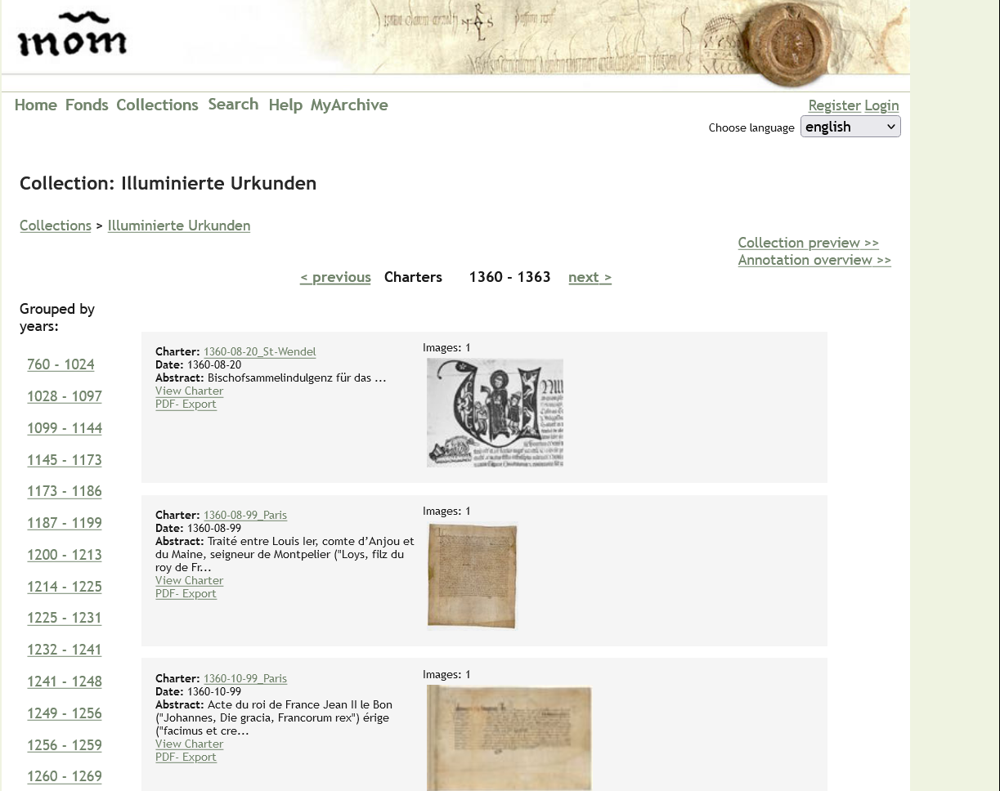 mom
Home Fonds Collections Search Help MyArchive
Register Login
Choose language english
Collection: Illuminierte Urkunden
Collections > Illuminierte Urkunden
Collection preview >>
Annotation overview >>
< previous Charters 1360 - 1363 next >
Grouped by
years:
760 - 1024
1028 - 1097
1099 - 1144
1145 - 1173
1173 - 1186
1187 - 1199
1200 - 1213
1214 - 1225
1225 - 1231
1232 - 1241
1241 - 1248
1249 - 1256
1256 - 1259
1260 - 1269
Charter: 1360-08-20_St-Wendel
Date: 1360-08-20
Abstract: Bischofsammelindulgenz für das ...
View Charter
PDF- Export
Images: 1
Charter: 1360-08-99_Paris
Date: 1360-08-99
Abstract: Traité entre Louis Ier, comte d’Anjou et
du Maine, seigneur de Montpelier ("Loys, filz du
roy de Fr...
View Charter
PDF- Export
Images: 1
Charter: 1360-10-99_Paris
Date: 1360-10-99
Abstract: Acte du roi de France Jean II le Bon
("Johannes, Die gracia, Francorum rex") érige
("facimus et cre...
View Charter
PDF- Export
Images: 1